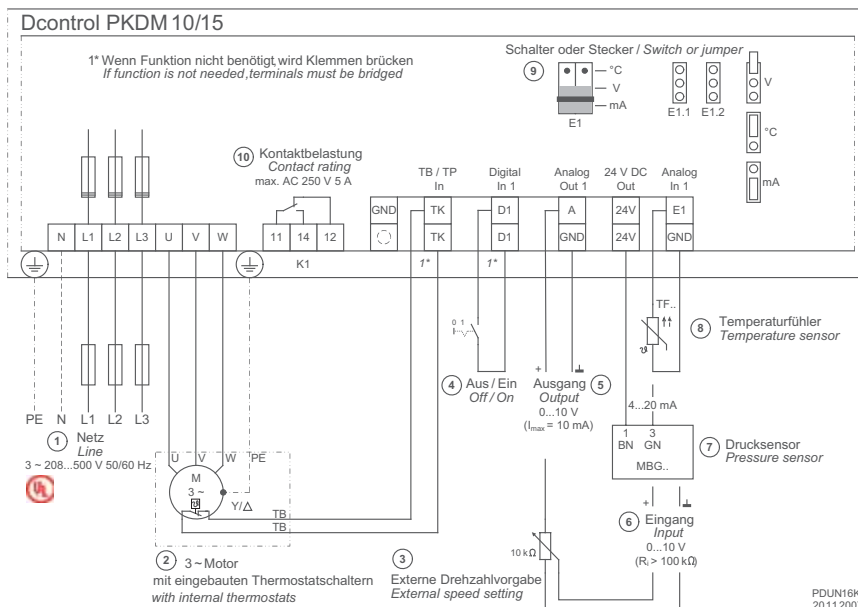 Dcontrol PKDM 10/15
1* Wenn Funktion nicht benötigt,wird Klemmen brücken
If function is not needed,terminals must be bridged
Schalter oder Stecker / Switch or jumper
9
°C
V
mA
E1
E1.1 E1.2
V
°C
mA
10 Kontaktbelastung
Contact rating
max. AC 250 V 5 A
TB / TP
In
Digital
In 1
Analog
Out 1
24 V DC
Out
Analog
In 1
GND TK D1 A 24V E1
N L1 L2 L3 U V W 11 14 12 TK D1 GND 24V GND
K1 1* 1*
TF..
8 Temperaturfühler
Temperature sensor
ϑ
0 1
4 Aus / Ein
Off / On
Ausgang 5
Output
0...10 V
(Imax = 10 mA)
+
4...20 mA
1 3
BN GN
MBG..
7 Drucksensor
Pressure sensor
PE N L1 L2 L3
1 Netz
Line
3 ~ 208...500 V 50/60 Hz
UL
U V W PE
M
3 ~
Y/Δ
TB
TB
+
6 Eingang
Input
0...10 V
(Ri > 100 kΩ)
10 kΩ
2 3 ~ Motor
mit eingebauten Thermostatschaltern
with internal thermostats
3
Externe Drehzahlvorgabe
External speed setting